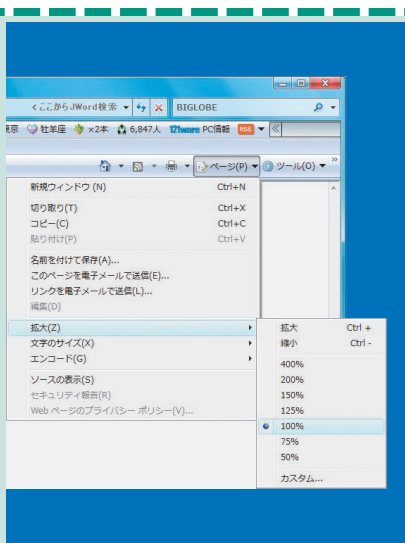 <ここからJWord検索
BIGLOBE
東京 牡羊座 ×2本 6,847人 121ware PC情報 RSS
ページ(P) ツール(O)
新規ウィンドウ (N) Ctrl+N
切り取り(T) Ctrl+X
コピー(C) Ctrl+C
貼り付け(P) Ctrl+V
名前を付けて保存(A)...
このページを電子メールで送信(E)...
リンクを電子メールで送信(L)...
編集(D)
拡大(Z)
文字のサイズ(X)
エンコード(G)
ソースの表示(S)
セキュリティ報告(R)
Web ページのプライバシー ポリシー(V)...
拡大 Ctrl +
縮小 Ctrl -
400%
200%
150%
125%
100%
75%
50%
カスタム...